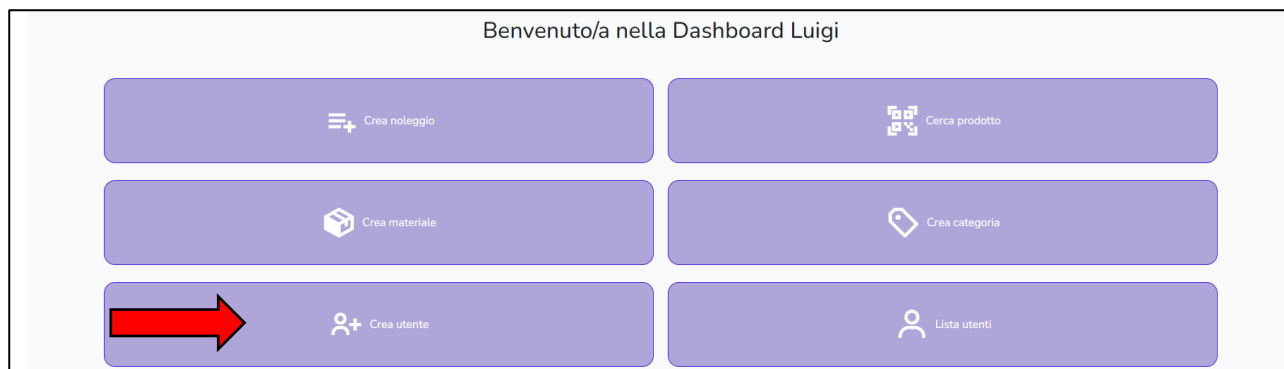 Benvenuto/a nella Dashboard Luigi
Crea noleggio
Cerca prodotto
Crea materiale
Crea categoria
Crea utente
Lista utenti